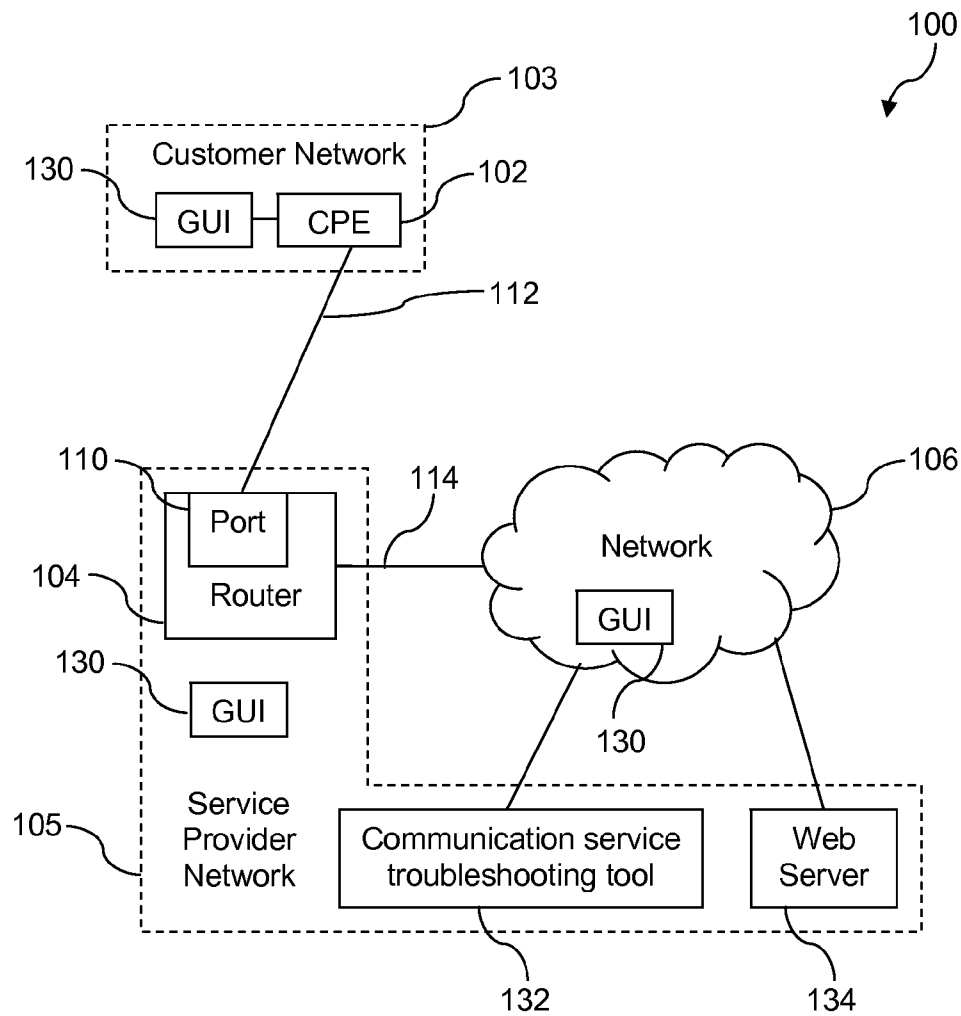 100
103
Customer Network
130
102
GUI
CPE
112
110
114
106
Port
Network
104
Router
GUI
130
GUI
130
Service
Provider
Network
105
Communication service
troubleshooting tool
Web
Server
132
134